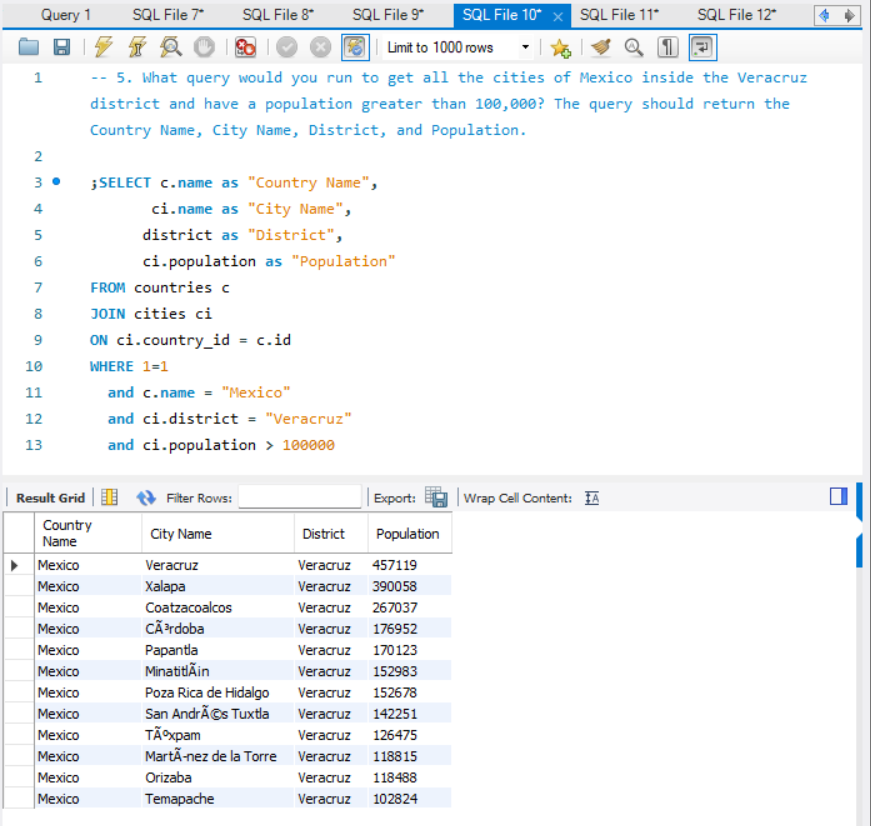 Query 1 SQL File 7* SQL File 8* SQL File 9* SQL File 10* SQL File 11* SQL File 12*
Limit to 1000 rows
1 -- 5. What query would you run to get all the cities of Mexico inside the Veracruz
district and have a population greater than 100,000? The query should return the
Country Name, City Name, District, and Population.
2
3 ;SELECT c.name as "Country Name",
4 ci.name as "City Name",
5 district as "District",
6 ci.population as "Population"
7 FROM countries c
8 JOIN cities ci
9 ON ci.country_id = c.id
10 WHERE 1=1
11 and c.name = "Mexico"
12 and ci.district = "Veracruz"
13 and ci.population > 100000
Result Grid Filter Rows: Export: Wrap Cell Content: IA
Country
Name City Name District Population
Mexico Veracruz Veracruz 457119
Mexico Xalapa Veracruz 390058
Mexico Coatzacoalcos Veracruz 267037
Mexico CÃ³rdoba Veracruz 176952
Mexico Papantla Veracruz 170123
Mexico MinatitlÃ¡n Veracruz 152983
Mexico Poza Rica de Hidalgo Veracruz 152678
Mexico San AndrÃ©s Tuxtla Veracruz 142251
Mexico TÃºxpam Veracruz 126475
Mexico MartÃ­-nez de la Torre Veracruz 118815
Mexico Orizaba Veracruz 118488
Mexico Temapache Veracruz 102824